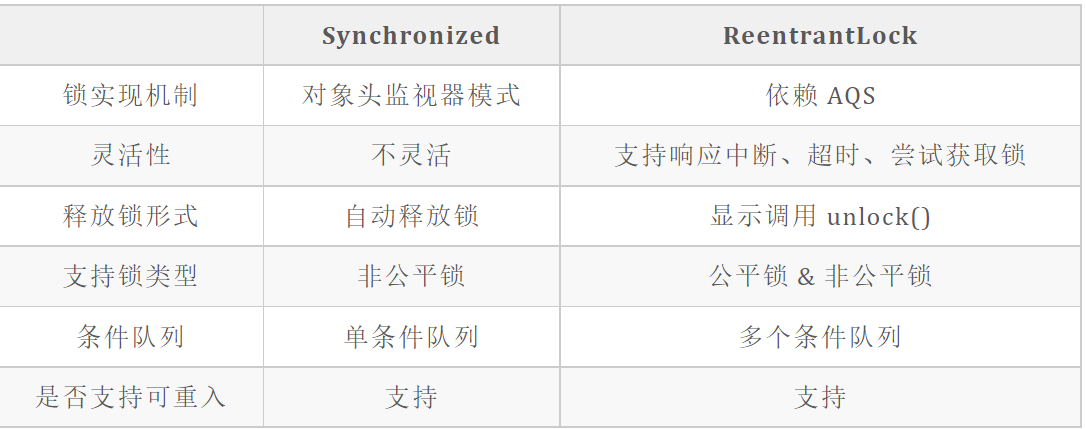 Synchronized ReentrantLock
锁实现机制 对象头监视器模式 依赖 AQS
灵活性 不灵活 支持响应中断、超时、尝试获取锁
释放锁形式 自动释放锁 显示调用 unlock()
支持锁类型 非公平锁 公平锁 & 非公平锁
条件队列 单条件队列 多个条件队列
是否支持可重入 支持 支持